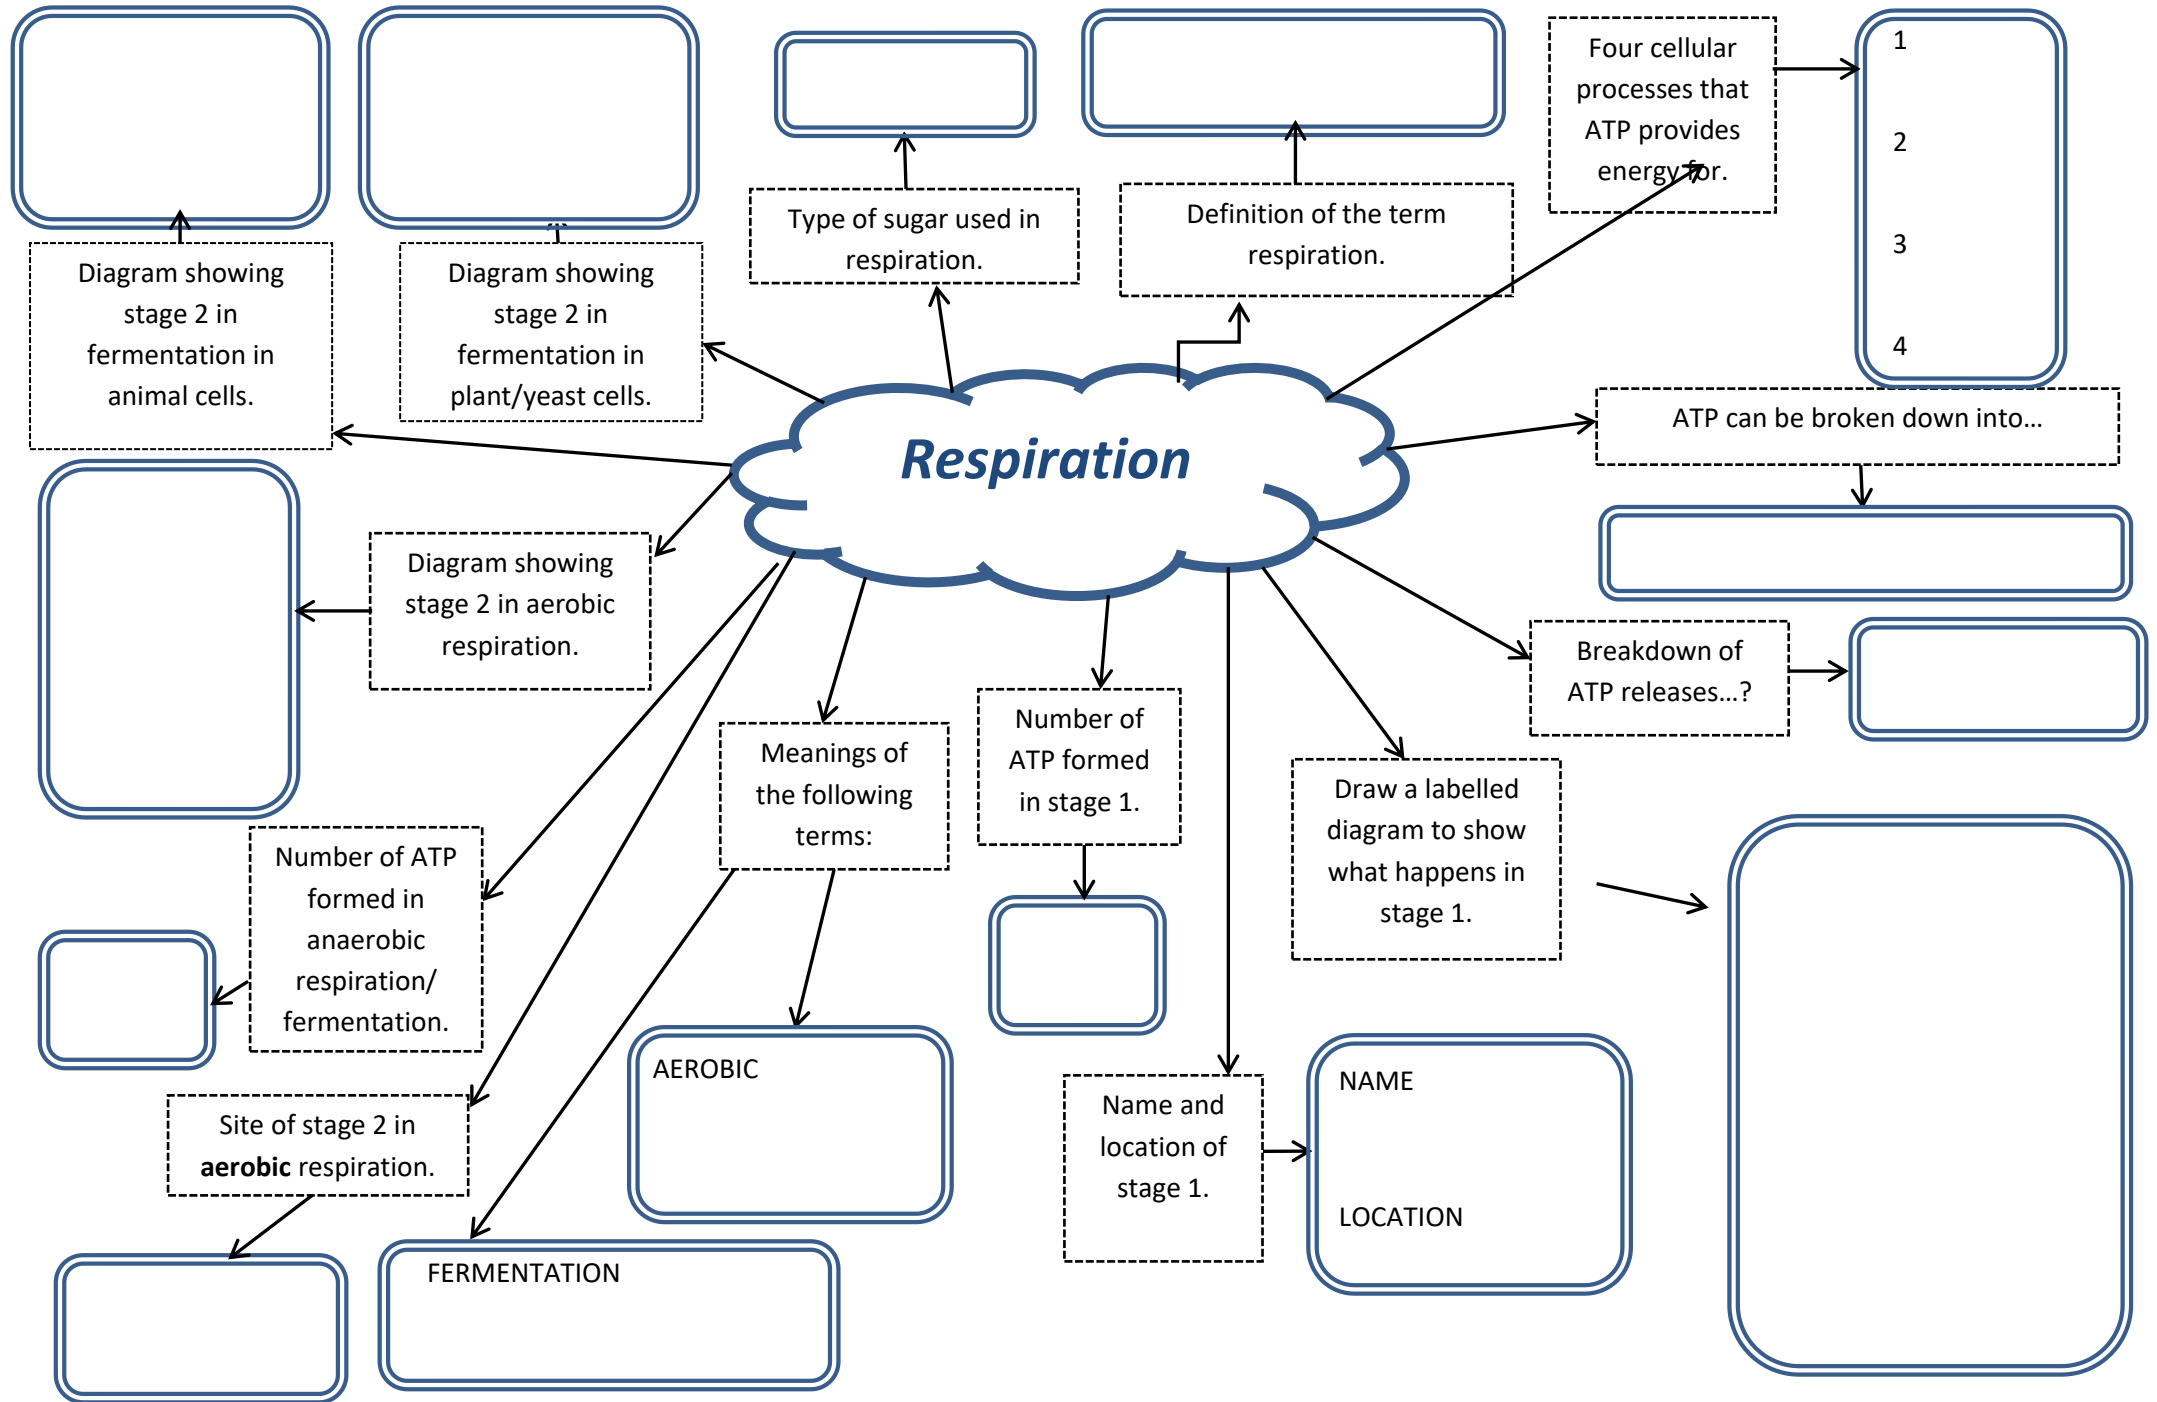 Four cellular
processes that
ATP provides
energy for.
1
2
3
4
Type of sugar used in
respiration.
Definition of the term
respiration.
Diagram showing
stage 2 in
fermentation in
animal cells.
Diagram showing
stage 2 in
fermentation in
plant/yeast cells.
Respiration
ATP can be broken down into…
Diagram showing
stage 2 in aerobic
respiration.
Breakdown of
ATP releases…?
Meanings of
the following
terms:
Number of
ATP formed
in stage 1.
Draw a labelled
diagram to show
what happens in
stage 1.
Number of ATP
formed in
anaerobic
respiration/
fermentation.
AEROBIC
Name and
location of
stage 1.
NAME
LOCATION
Site of stage 2 in
aerobic respiration.
FERMENTATION